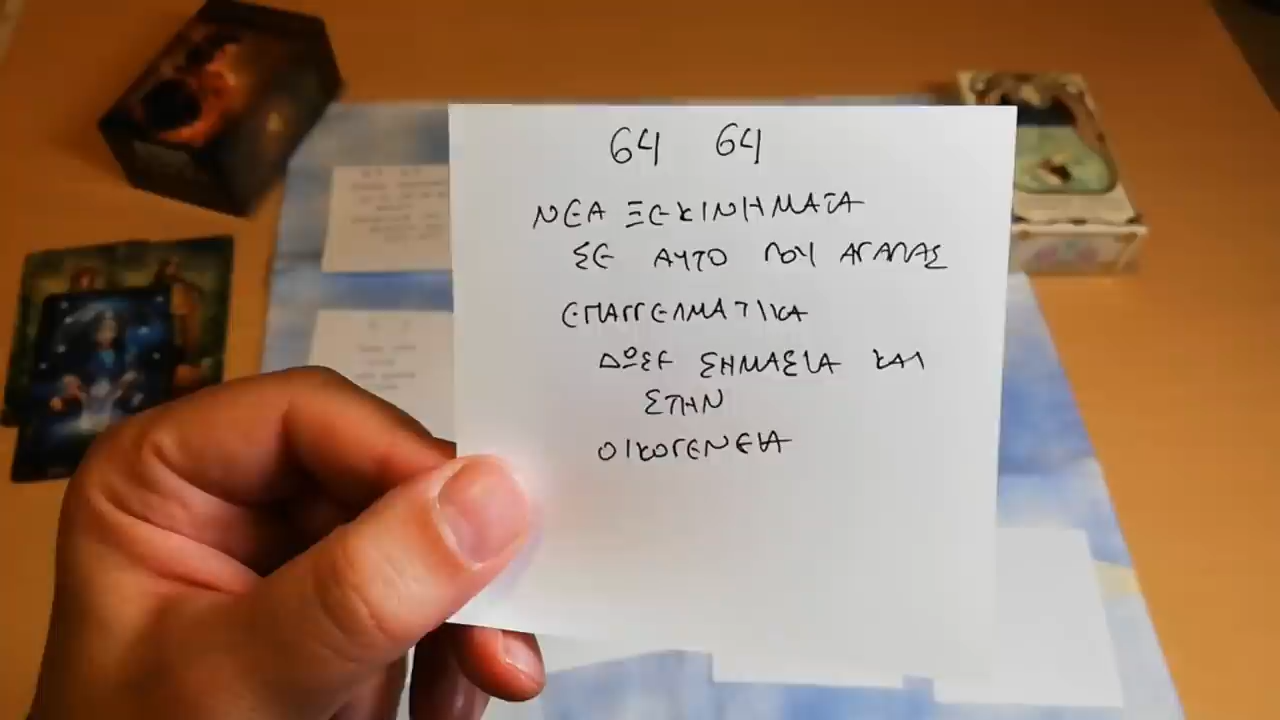 64 64
ΝΕΑ ΞΕΚΙΝΗΜΑΤΑ
ΣΕ ΑΥΤΟ ΠΟΥ ΑΓΑΠΑΣ
ΕΠΑΓΓΕΛΜΑΤΙΚΑ
ΔΩΣΕ ΣΗΜΑΣΙΑ ΚΑΙ
ΣΤΗΝ
ΟΙΚΟΓΕΝΕΙΑ